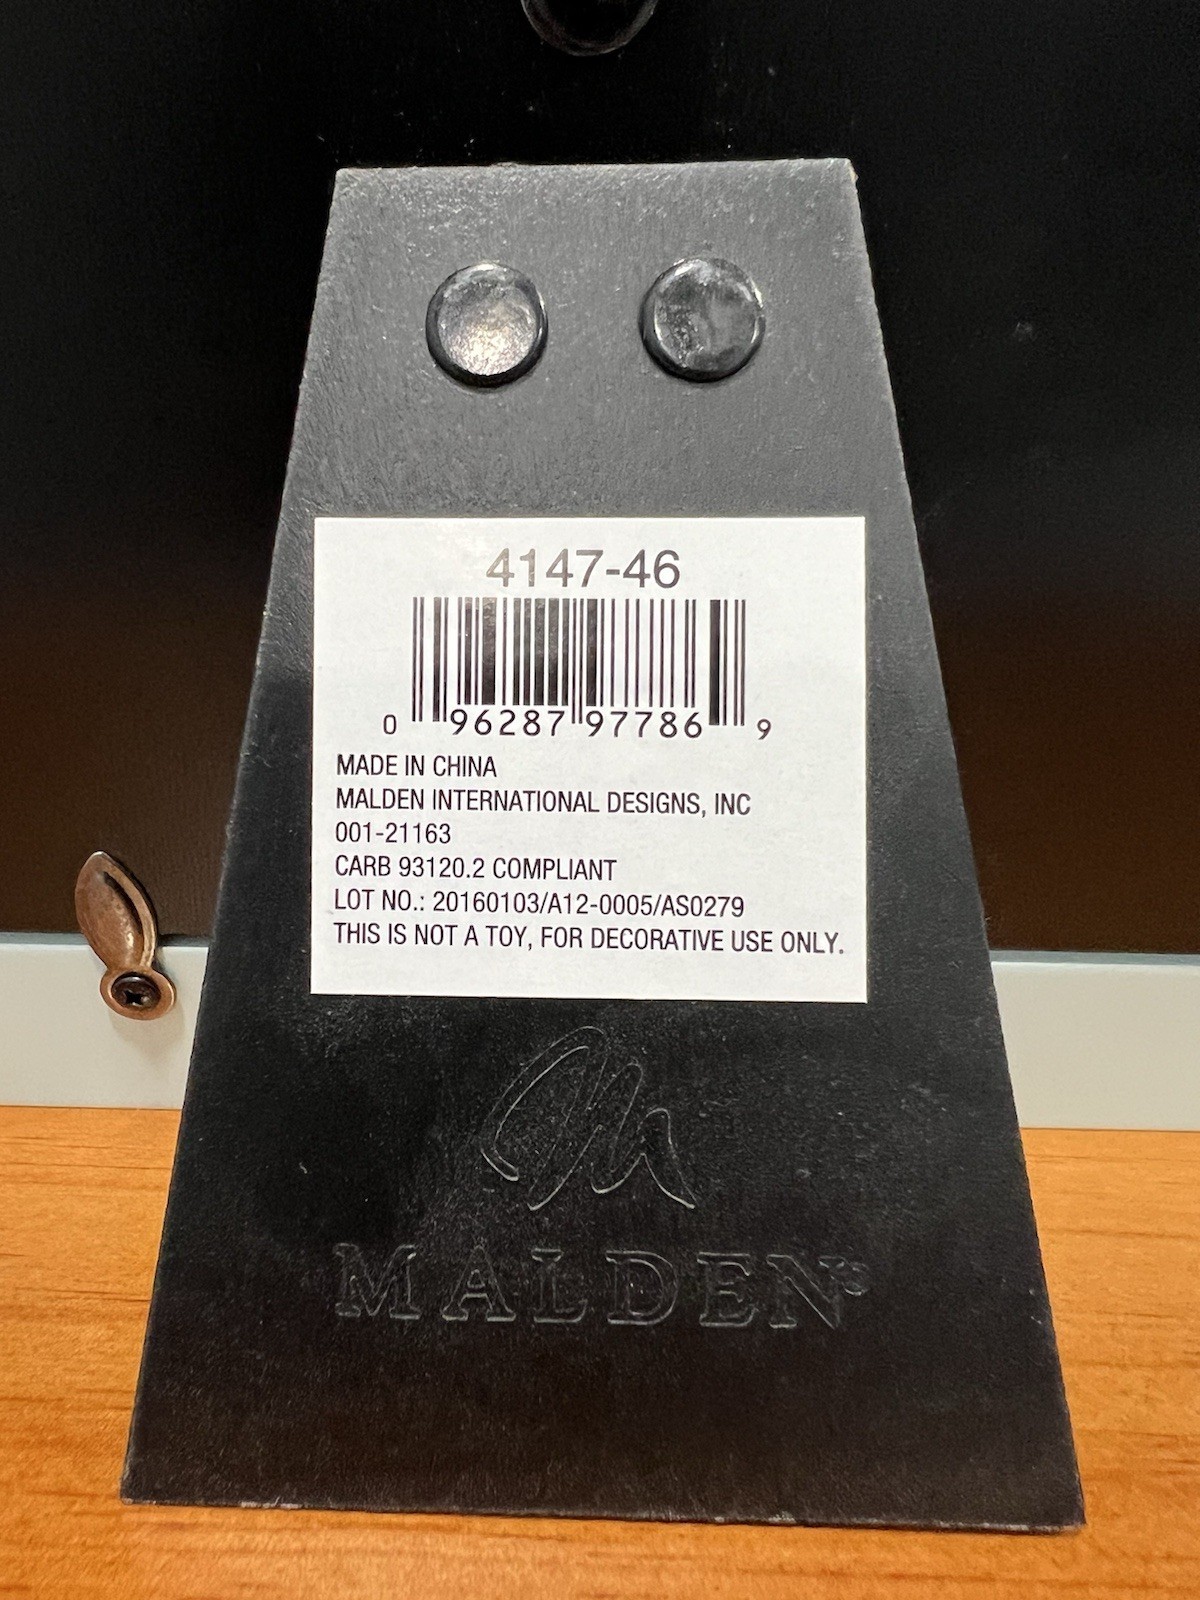 4147-46
0 96287 97786 9
MADE IN CHINA
MALDEN INTERNATIONAL DESIGNS, INC
001-21163
CARB 93120.2 COMPLIANT
LOT NO.: 20160103/A12-0005/AS0279
THIS IS NOT A TOY, FOR DECORATIVE USE ONLY.
M
MALDEN®